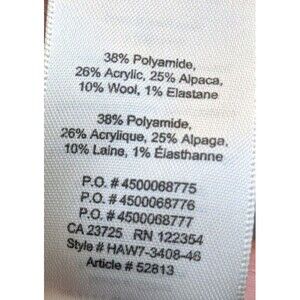 38% Polyamide,
26% Acrylic, 25% Alpaca,
10% Wool, 1% Elastane
38% Polyamide,
26% Acrylique, 25% Alpaga,
10% Laine, 1% Élasthanne
P.O. # 4500068775
P.O. # 4500068776
P.O. # 4500068777
CA 23725 RN 122354
Style # HAW7-3408-46
Article # 52813